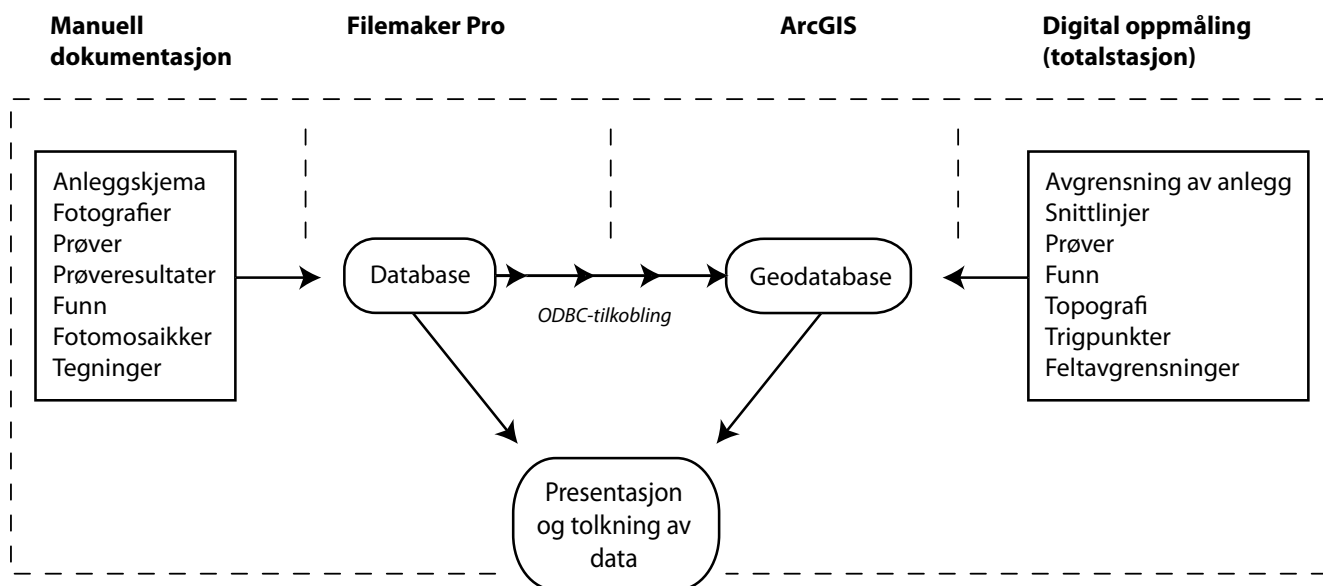 Manuell
dokumentasjon
Filemaker Pro
ArcGIS
Digital oppmåling
(totalstasjon)
Anleggskjema
Fotografier
Prøver
Prøveresultater
Funn
Fotomosaikker
Tegninger
Database
ODBC-tilkobling
Geodatabase
Avgrensning av anlegg
Snittlinjer
Prøver
Funn
Topografi
Trigpunkter
Feltavgrensninger
Presentasjon
og tolkning av
data